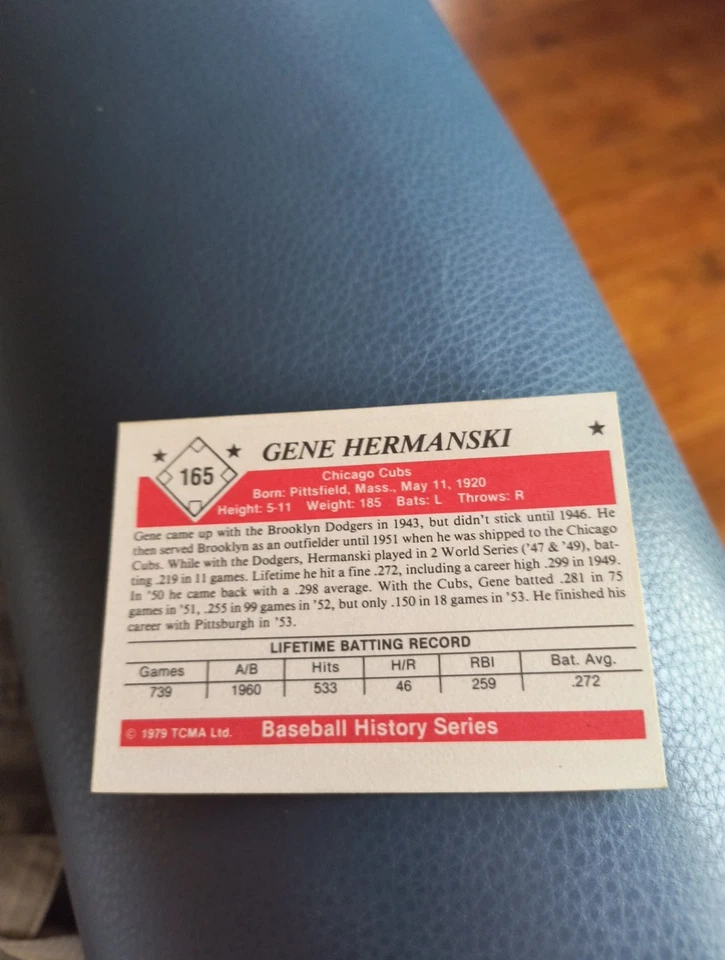 165
GENE HERMANSKI
Chicago Cubs
Born: Pittsfield, Mass., May 11, 1920
Height: 5-11 Weight: 185 Bats: L Throws: R
Gene came up with the Brooklyn Dodgers in 1943, but didn't stick until 1946. He
then served Brooklyn as an outfielder until 1951 when he was shipped to the Chicago
Cubs. While with the Dodgers, Hermanski played in 2 World Series ('47 & '49), bat-
ting .219 in 11 games. Lifetime he hit a fine .272, including a career high .299 in 1949.
In '50 he came back with a .298 average. With the Cubs, Gene batted .281 in 75
games in '51, .255 in 99 games in '52, but only .150 in 18 games in '53. He finished his
career with Pittsburgh in '53.
LIFETIME BATTING RECORD
Games A/B Hits H/R RBI Bat. Avg.
739 1960 533 46 259 .272
© 1979 TCMA Ltd. Baseball History Series